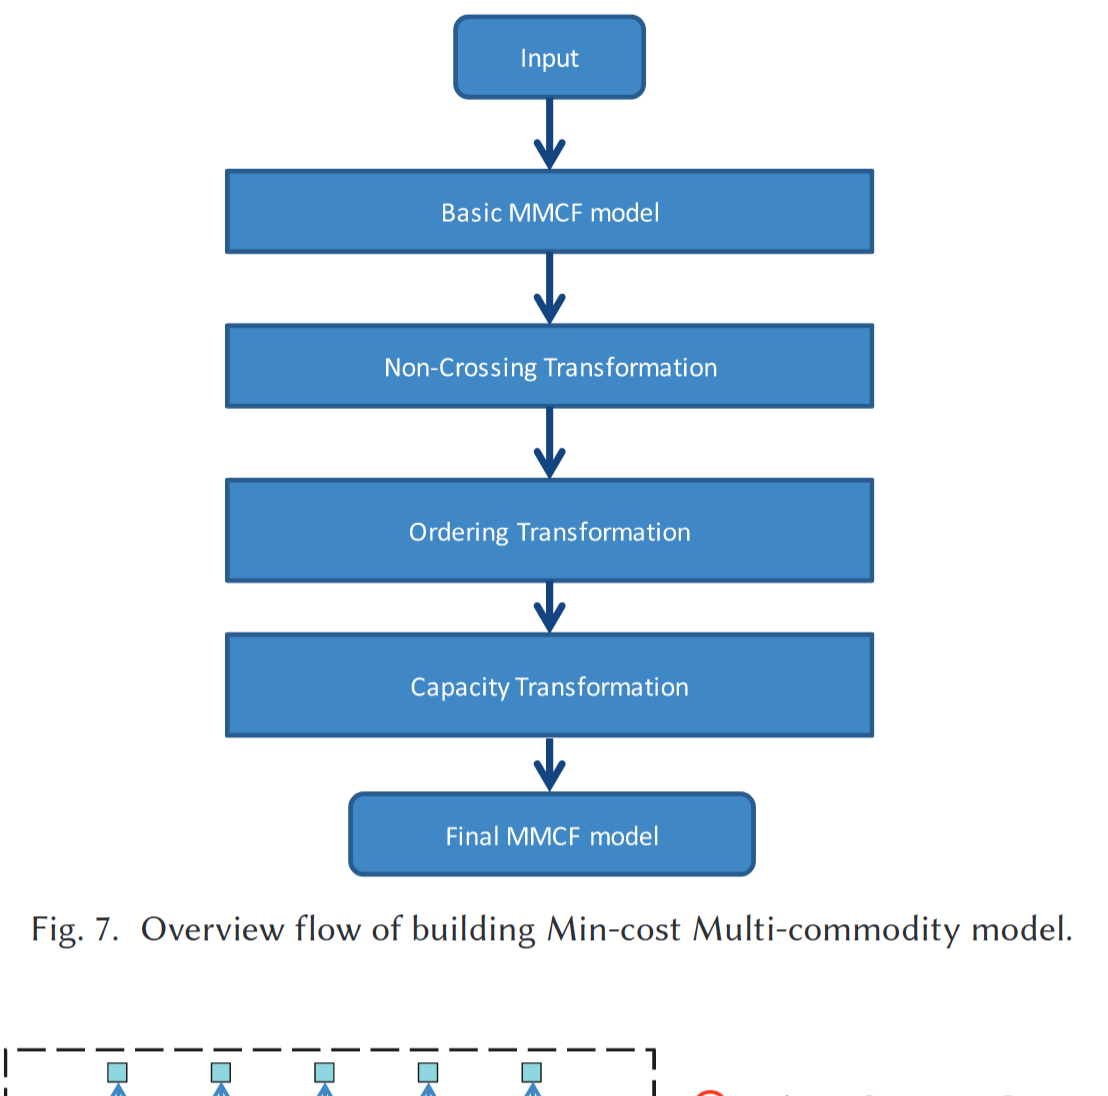 Input
Basic MMCF model
Non-Crossing Transformation
Ordering Transformation
Capacity Transformation
Final MMCF model
Fig. 7. Overview flow of building Min-cost Multi-commodity model.